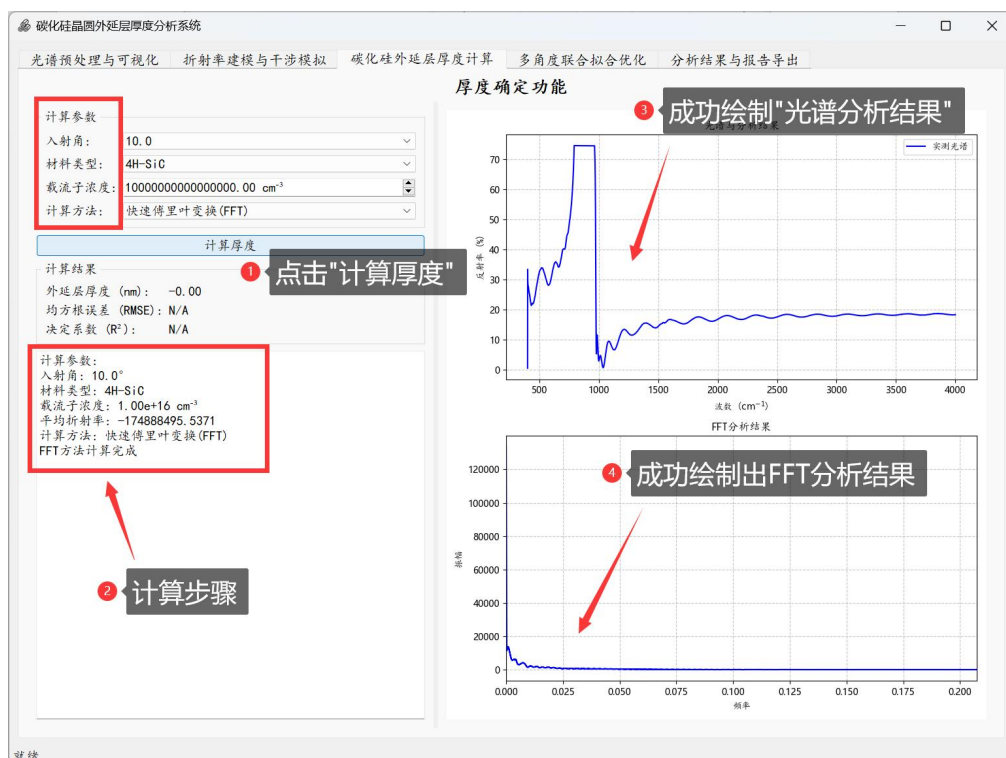 碳化硅晶圆外延层厚度分析系统
光谱预处理与可视化 折射率建模与干涉模拟 碳化硅外延层厚度计算 多角度联合拟合优化 分析结果与报告导出
厚度确定功能
计算参数
入射角: 10.0
材料类型: 4H-SiC
载流子浓度: 10000000000000000.00 cm⁻³
计算方法: 快速傅里叶变换(FFT)
计算厚度
1 点击"计算厚度"
计算结果
外延层厚度 (nm): -0.00
均方根误差 (RMSE): N/A
决定系数 (R²): N/A
计算参数:
入射角: 10.0°
材料类型: 4H-SiC
载流子浓度: 1.00e+16 cm⁻³
平均折射率: -174888495.5371
计算方法: 快速傅里叶变换(FFT)
FFT方法计算完成
2 计算步骤
3 成功绘制"光谱分析结果"
实测光谱
反射率 (%)
70
60
50
40
30
20
10
0
500 1000 1500 2000 2500 3000 3500 4000
波数 (cm⁻¹)
FFT分析结果
4 成功绘制出FFT分析结果
振幅
120000
100000
80000
60000
40000
20000
0
0.000 0.025 0.050 0.075 0.100 0.125 0.150 0.175 0.200
频率
就绪